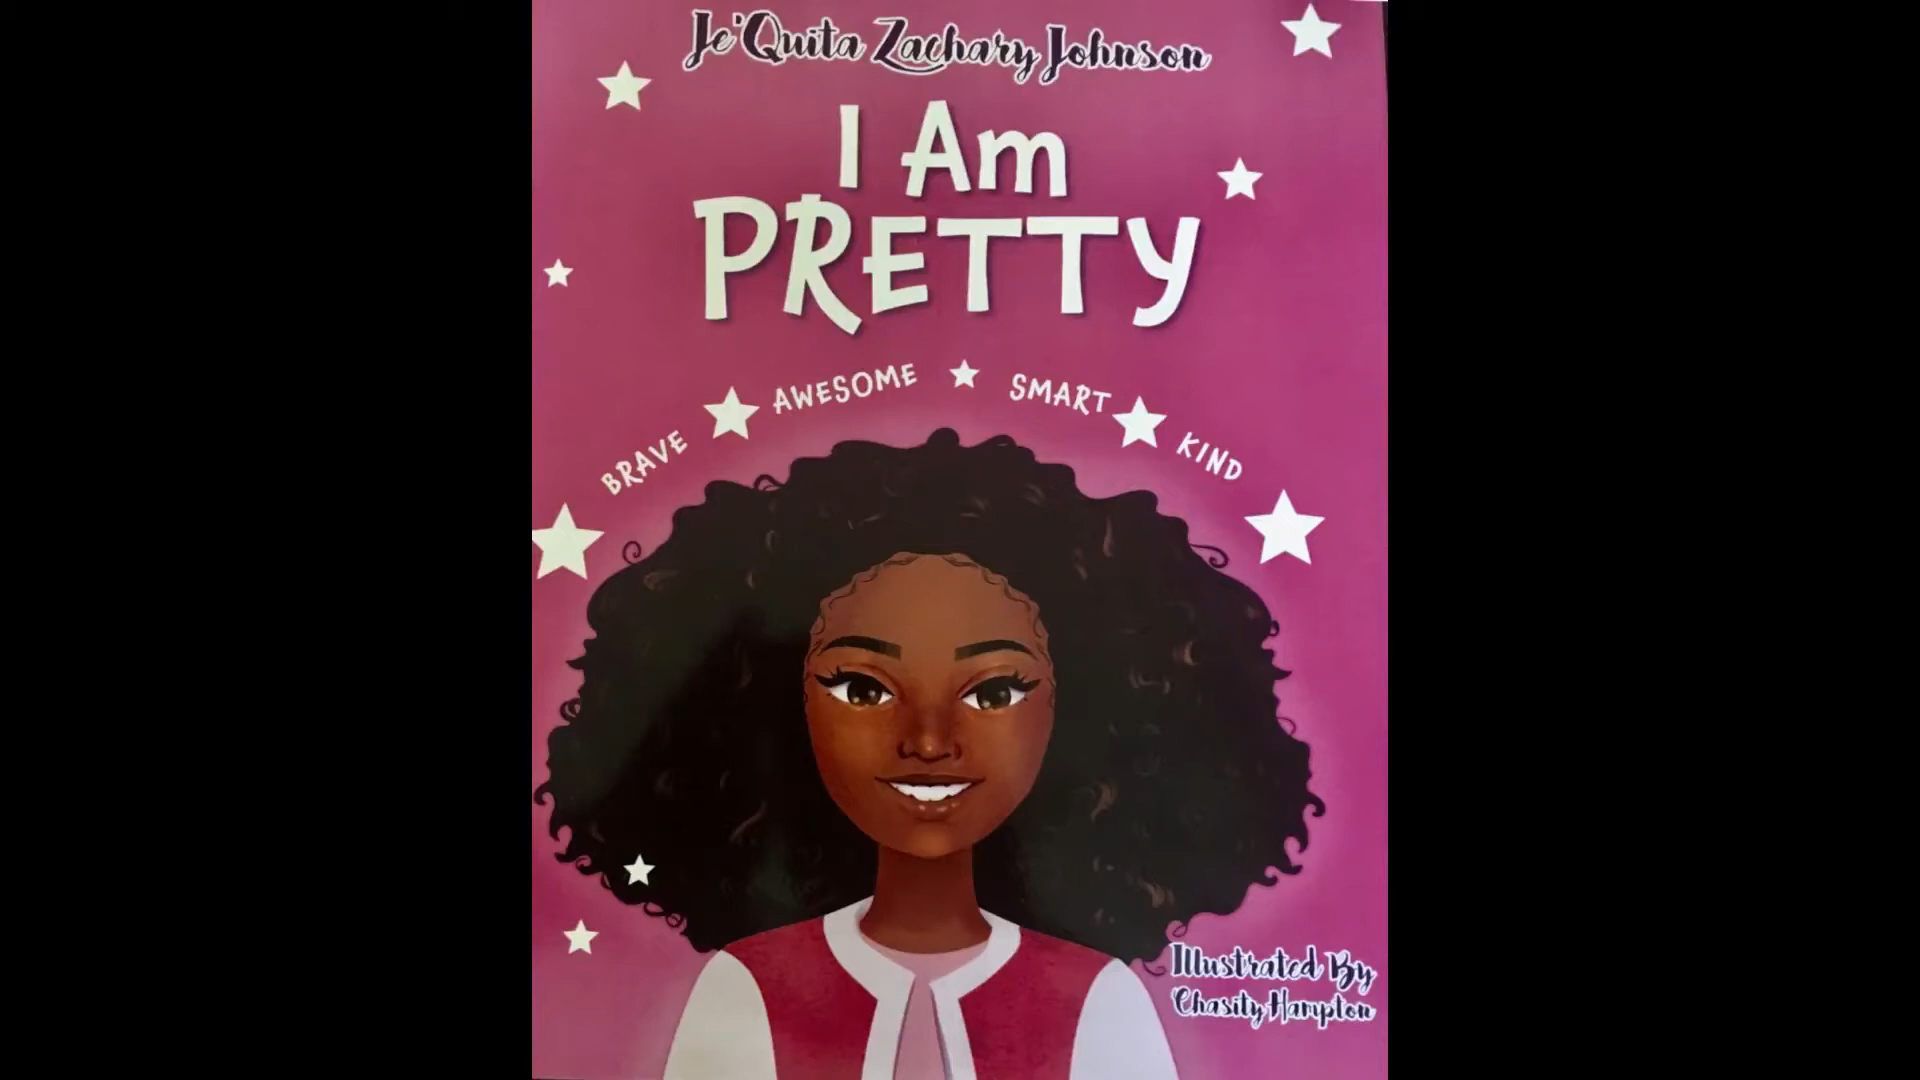 Je'Quita Zachary Johnson
I Am
PRETTY
BRAVE AWESOME SMART KIND
Illustrated By
Chasity Hampton